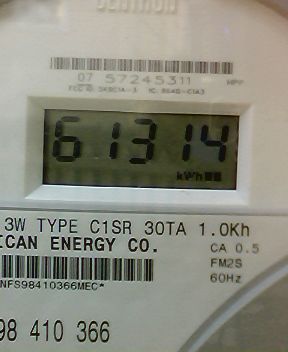 CENTRON
07 57245311
61314
kWh
3W TYPE C1SR 30TA 1.0Kh
ICAN ENERGY CO.
CA 0.5
FM2S
60Hz
NFS98410366MEC*
98 410 366